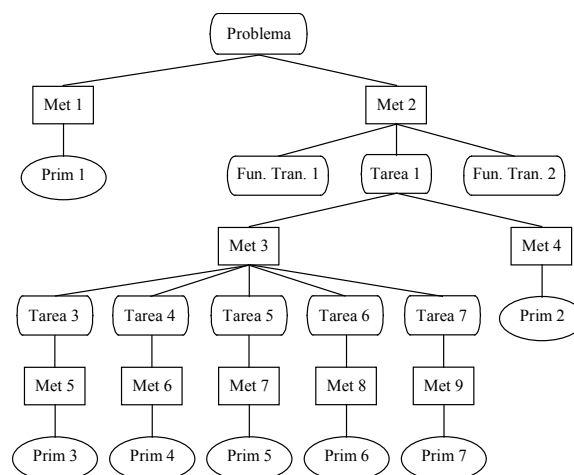 Problema
Met 1
Met 2
Prim 1
Fun. Tran. 1
Tarea 1
Fun. Tran. 2
Met 3
Met 4
Tarea 3
Tarea 4
Tarea 5
Tarea 6
Tarea 7
Prim 2
Met 5
Met 6
Met 7
Met 8
Met 9
Prim 3
Prim 4
Prim 5
Prim 6
Prim 7